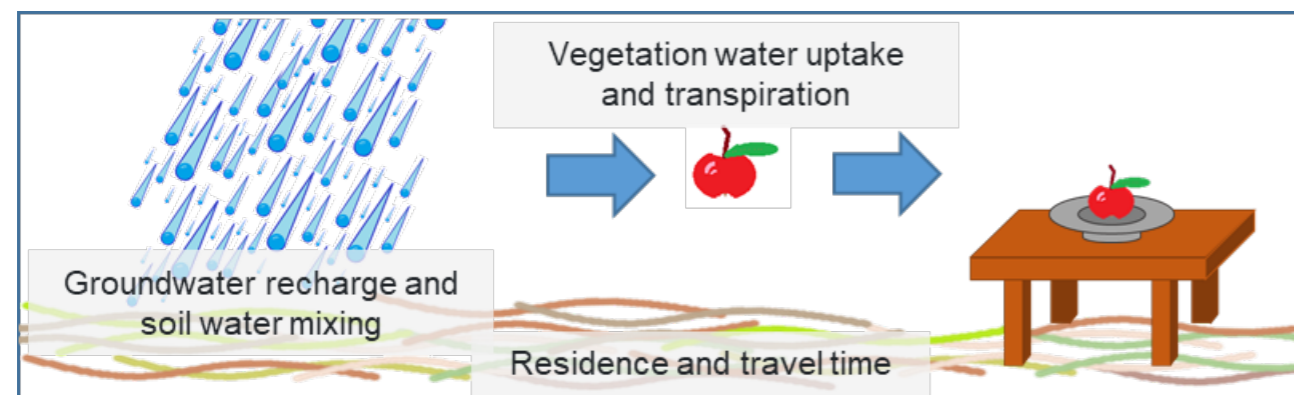 Vegetation water uptake
and transpiration
Groundwater recharge and
soil water mixing
Residence and travel time